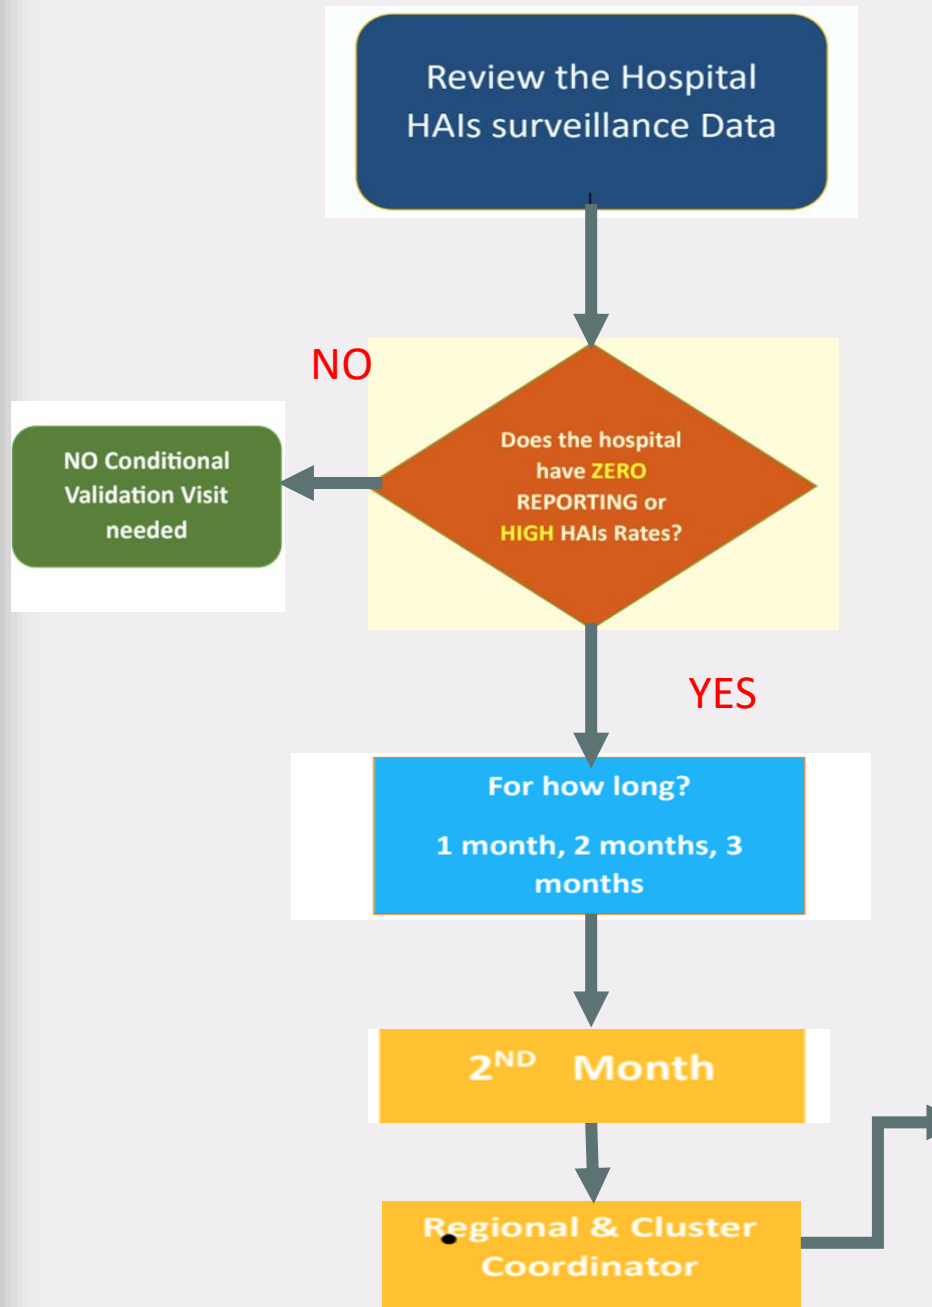 Review the Hospital
HAIs surveillance Data
NO
Does the hospital
have ZERO
REPORTING or
HIGH HAIs Rates?
NO Conditional
Validation Visit
needed
YES
For how long?
1 month, 2 months, 3
months
2ND Month
Regional & Cluster
Coordinator